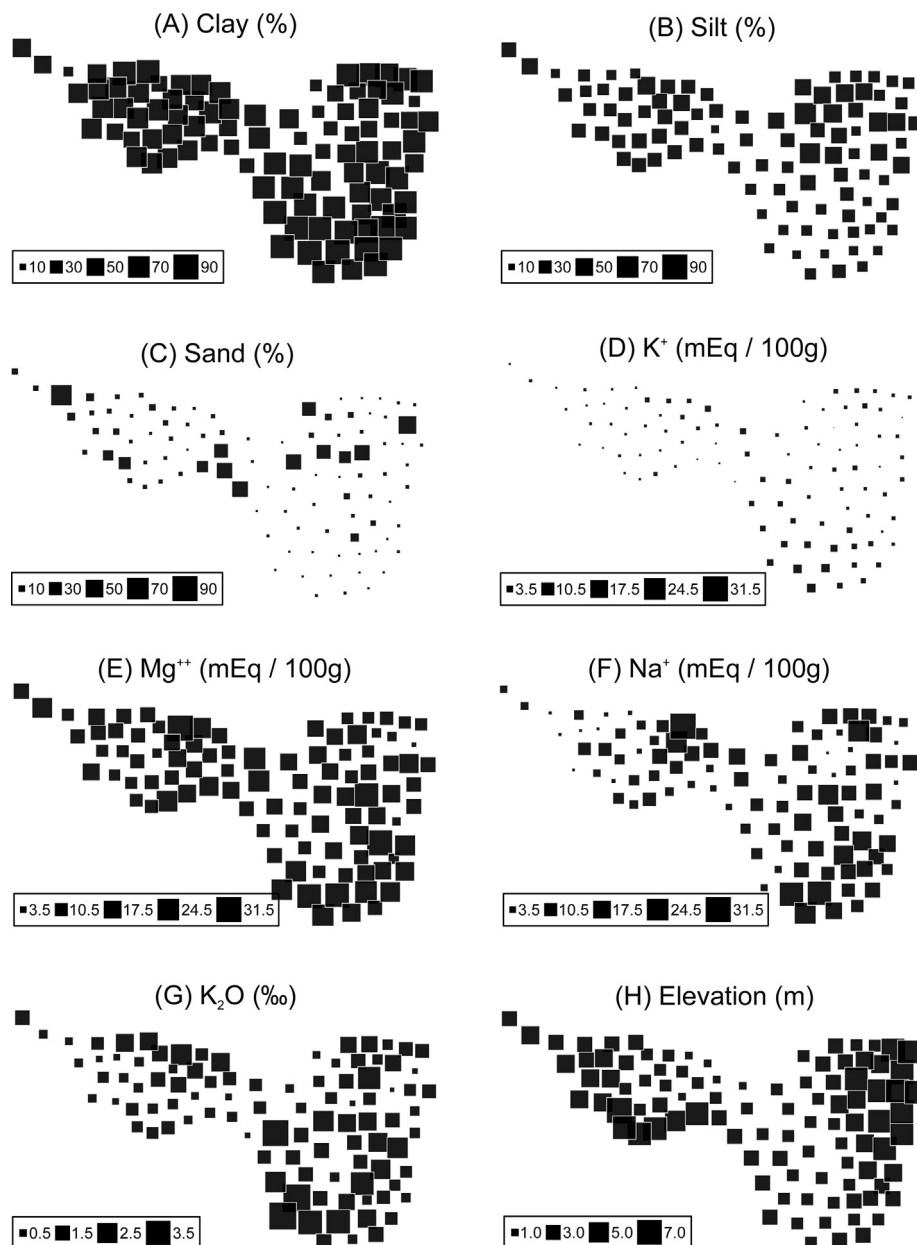 (A) Clay (%)
(B) Silt (%)
10 30 50 70 90
10 30 50 70 90
(C) Sand (%)
(D) K⁺ (mEq / 100g)
10 30 50 70 90
3.5 10.5 17.5 24.5 31.5
(E) Mg⁺⁺ (mEq / 100g)
(F) Na⁺ (mEq / 100g)
3.5 10.5 17.5 24.5 31.5
3.5 10.5 17.5 24.5 31.5
(G) K₂O (‰)
(H) Elevation (m)
0.5 1.5 2.5 3.5
1.0 3.0 5.0 7.0